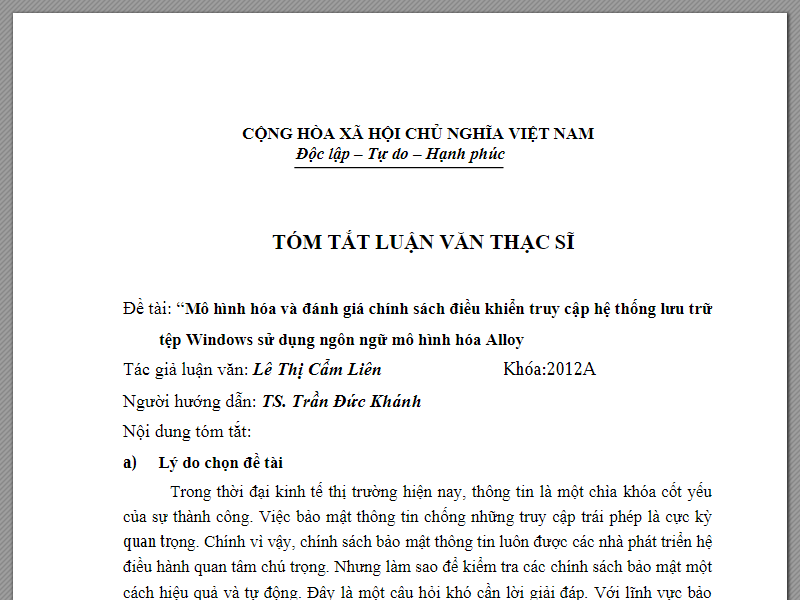 CỘNG HÒA XÃ HỘI CHỦ NGHĨA VIỆT NAM
Độc lập – Tự do – Hạnh phúc
TÓM TẮT LUẬN VĂN THẠC SĨ
Đề tài: “Mô hình hóa và đánh giá chính sách điều khiển truy cập hệ thống lưu trữ
tệp Windows sử dụng ngôn ngữ mô hình hóa Alloy
Tác giả luận văn: Lê Thị Cẩm Liên Khóa:2012A
Người hướng dẫn: TS. Trần Đức Khánh
Nội dung tóm tắt:
a) Lý do chọn đề tài
Trong thời đại kinh tế thị trường hiện nay, thông tin là một chìa khóa cốt yếu
của sự thành công. Việc bảo mật thông tin chống những truy cập trái phép là cực kỳ
quan trọng. Chính vì vậy, chính sách bảo mật thông tin luôn được các nhà phát triển hệ
điều hành quan tâm chú trọng. Nhưng làm sao để kiểm tra các chính sách bảo mật một
cách hiệu quả và tự động. Đây là một câu hỏi khó cần lời giải đáp. Với lĩnh vực bảo